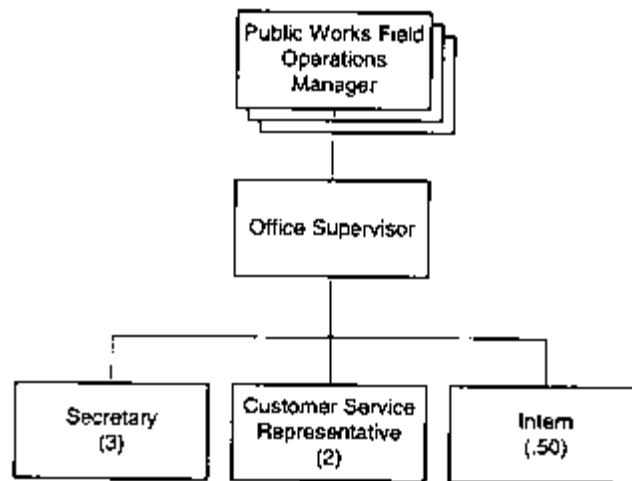 Public Works Field
Operations
Manager
Office Supervisor
Secretary
(3)
Customer Service
Representative
(2)
Intern
(.50)